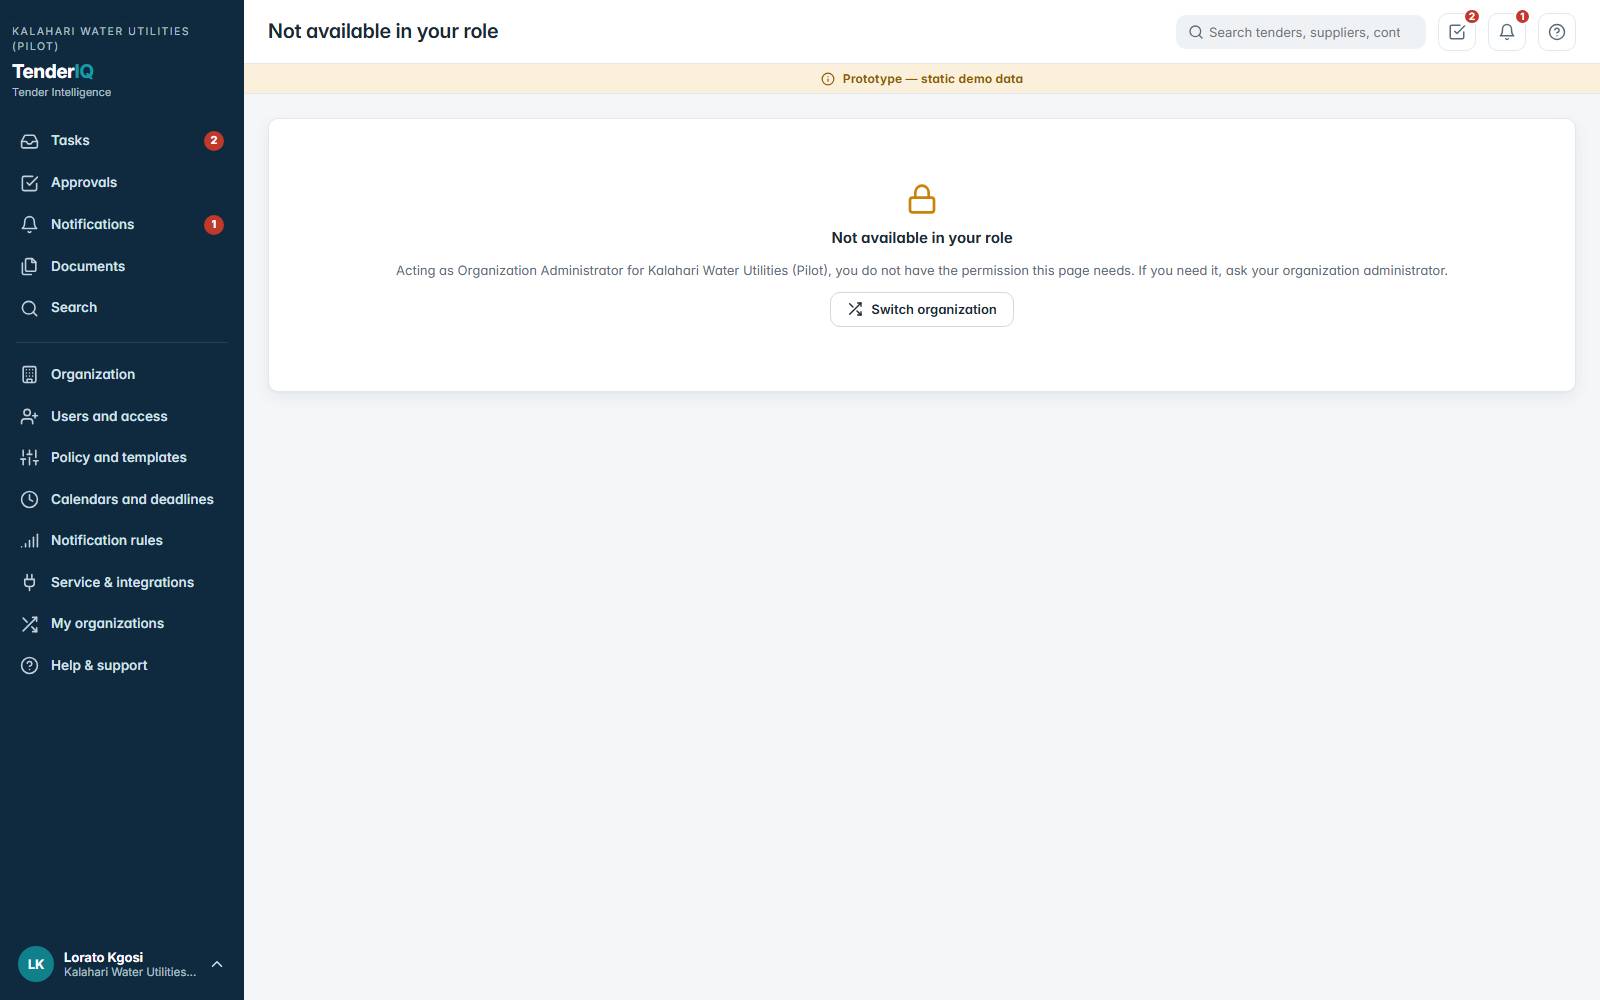 KALAHARI WATER UTILITIES
(PILOT)
TenderIQ
Tender Intelligence
Tasks 2
Approvals
Notifications 1
Documents
Search
Organization
Users and access
Policy and templates
Calendars and deadlines
Notification rules
Service & integrations
My organizations
Help & support
LK
Lorato Kgosi
Kalahari Water Utilities...
Not available in your role
Search tenders, suppliers, cont
2
1
Prototype — static demo data
Not available in your role
Acting as Organization Administrator for Kalahari Water Utilities (Pilot), you do not have the permission this page needs. If you need it, ask your organization administrator.
Switch organization